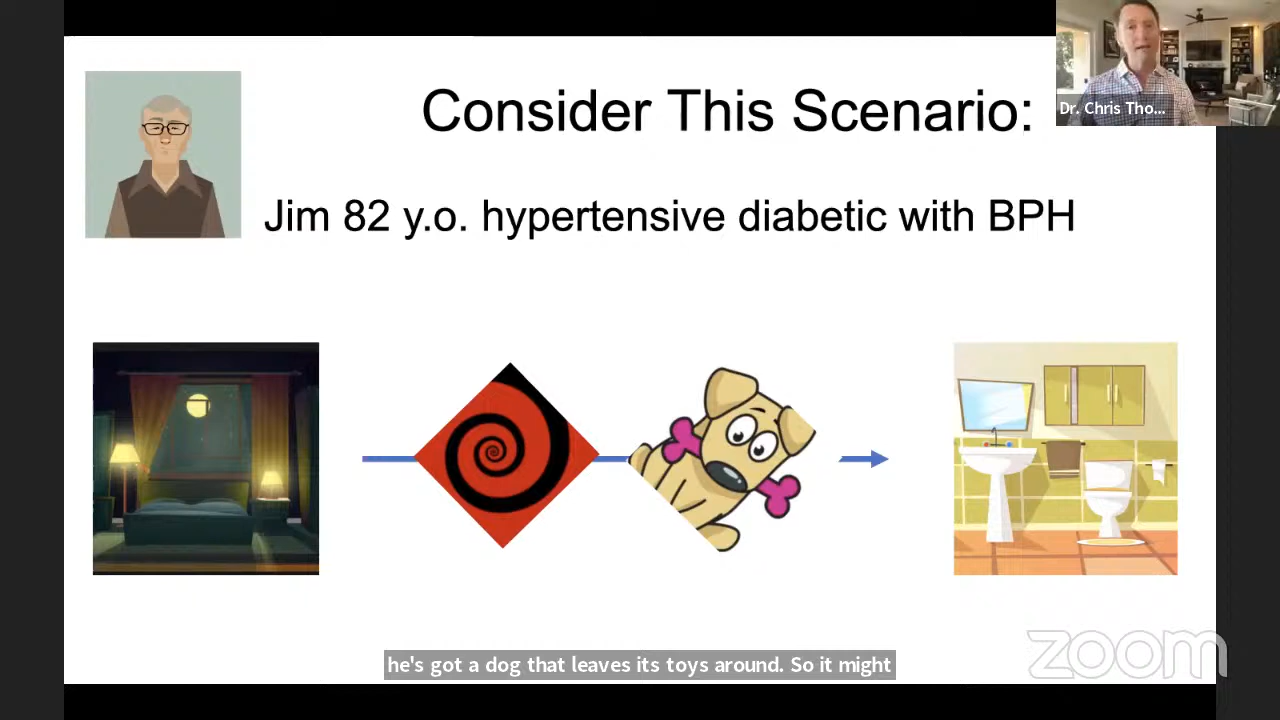 Consider This Scenario:
Dr. Chris Tho...
Jim 82 y.o. hypertensive diabetic with BPH
he's got a dog that leaves its toys around. So it might
zoom